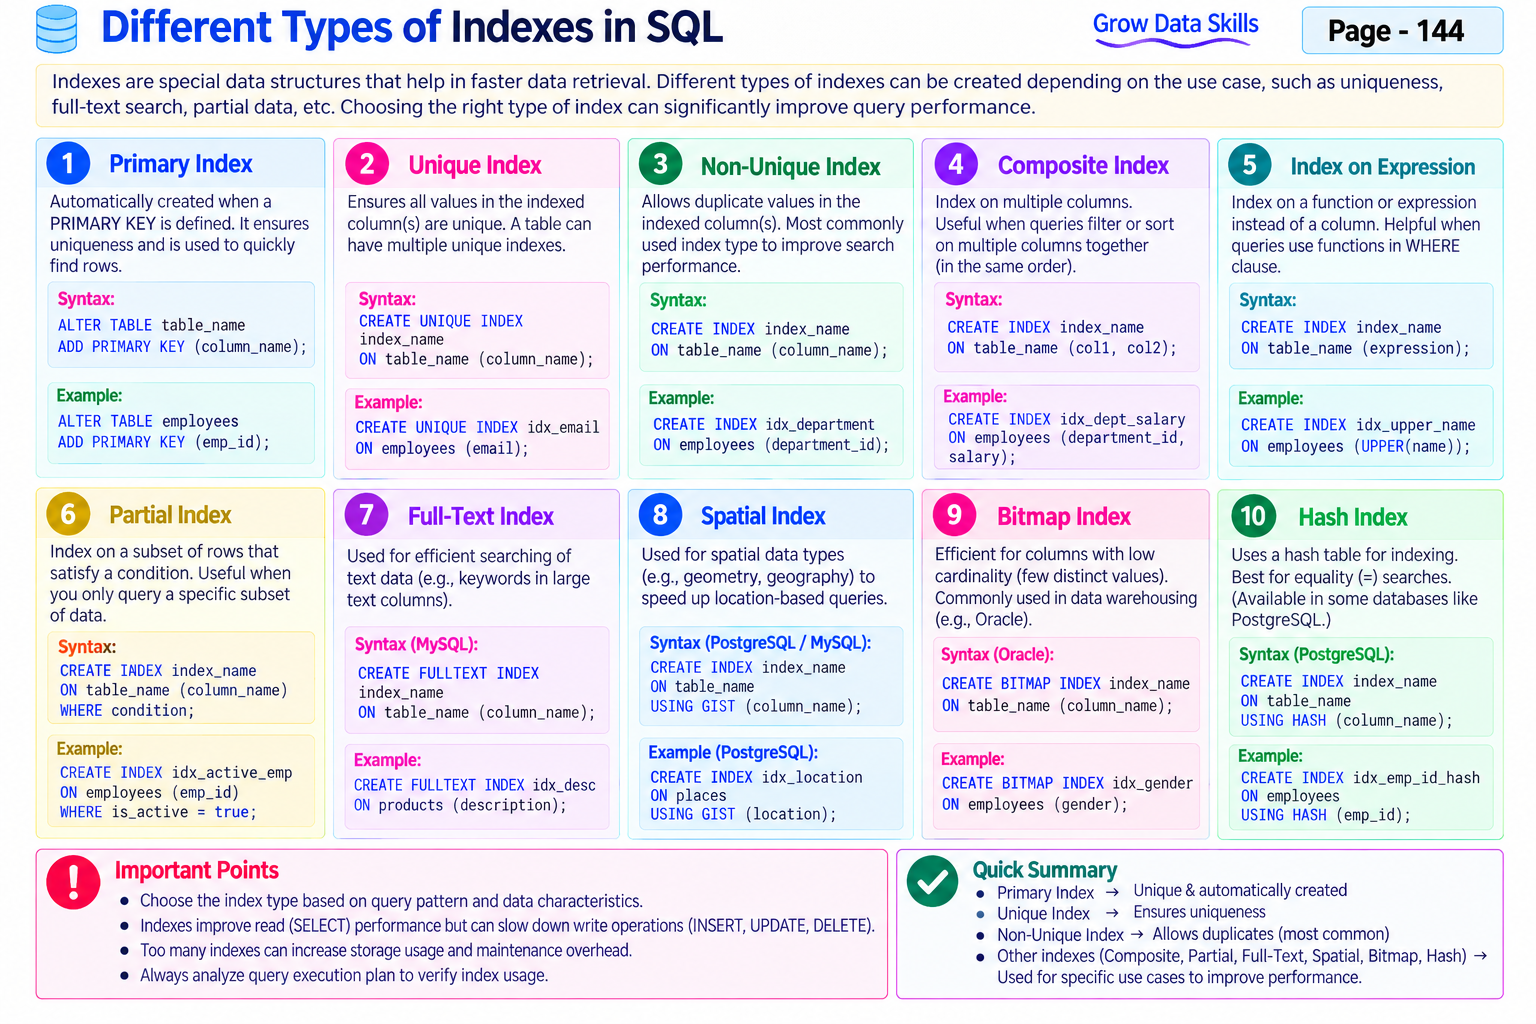 Different Types of Indexes in SQL
Grow Data Skills
Page - 144
Indexes are special data structures that help in faster data retrieval. Different types of indexes can be created depending on the use case, such as uniqueness,
full-text search, partial data, etc. Choosing the right type of index can significantly improve query performance.
1 Primary Index
Automatically created when a
PRIMARY KEY is defined. It ensures
uniqueness and is used to quickly
find rows.
Syntax:
ALTER TABLE table_name
ADD PRIMARY KEY (column_name);
Example:
ALTER TABLE employees
ADD PRIMARY KEY (emp_id);
2 Unique Index
Ensures all values in the indexed
column(s) are unique. A table can
have multiple unique indexes.
Syntax:
CREATE UNIQUE INDEX
index_name
ON table_name (column_name);
Example:
CREATE UNIQUE INDEX idx_email
ON employees (email);
3 Non-Unique Index
Allows duplicate values in the
indexed column(s). Most commonly
used index type to improve search
performance.
Syntax:
CREATE INDEX index_name
ON table_name (column_name);
Example:
CREATE INDEX idx_department
ON employees (department_id);
4 Composite Index
Index on multiple columns.
Useful when queries filter or sort
on multiple columns together
(in the same order).
Syntax:
CREATE INDEX index_name
ON table_name (col1, col2);
Example:
CREATE INDEX idx_dept_salary
ON employees (department_id,
salary);
5 Index on Expression
Index on a function or expression
instead of a column. Helpful when
queries use functions in WHERE
clause.
Syntax:
CREATE INDEX index_name
ON table_name (expression);
Example:
CREATE INDEX idx_upper_name
ON employees (UPPER(name));
6 Partial Index
Index on a subset of rows that
satisfy a condition. Useful when
you only query a specific subset
of data.
Syntax:
CREATE INDEX index_name
ON table_name (column_name)
WHERE condition;
Example:
CREATE INDEX idx_active_emp
ON employees (emp_id)
WHERE is_active = true;
7 Full-Text Index
Used for efficient searching of
text data (e.g., keywords in large
text columns).
Syntax (MySQL):
CREATE FULLTEXT INDEX
index_name
ON table_name (column_name);
Example:
CREATE FULLTEXT INDEX idx_desc
ON products (description);
8 Spatial Index
Used for spatial data types
(e.g., geometry, geography) to
speed up location-based queries.
Syntax (PostgreSQL / MySQL):
CREATE INDEX index_name
ON table_name
USING GIST (column_name);
Example (PostgreSQL):
CREATE INDEX idx_location
ON places
USING GIST (location);
9 Bitmap Index
Efficient for columns with low
cardinality (few distinct values).
Commonly used in data warehousing
(e.g., Oracle).
Syntax (Oracle):
CREATE BITMAP INDEX index_name
ON table_name (column_name);
Example:
CREATE BITMAP INDEX idx_gender
ON employees (gender);
10 Hash Index
Uses a hash table for indexing.
Best for equality (=) searches.
(Available in some databases like
PostgreSQL.)
Syntax (PostgreSQL):
CREATE INDEX index_name
ON table_name
USING HASH (column_name);
Example:
CREATE INDEX idx_emp_id_hash
ON employees
USING HASH (emp_id);
! Important Points
• Choose the index type based on query pattern and data characteristics.
• Indexes improve read (SELECT) performance but can slow down write operations (INSERT, UPDATE, DELETE).
• Too many indexes can increase storage usage and maintenance overhead.
• Always analyze query execution plan to verify index usage.
Quick Summary
• Primary Index → Unique & automatically created
• Unique Index → Ensures uniqueness
• Non-Unique Index → Allows duplicates (most common)
• Other indexes (Composite, Partial, Full-Text, Spatial, Bitmap, Hash) →
Used for specific use cases to improve performance.